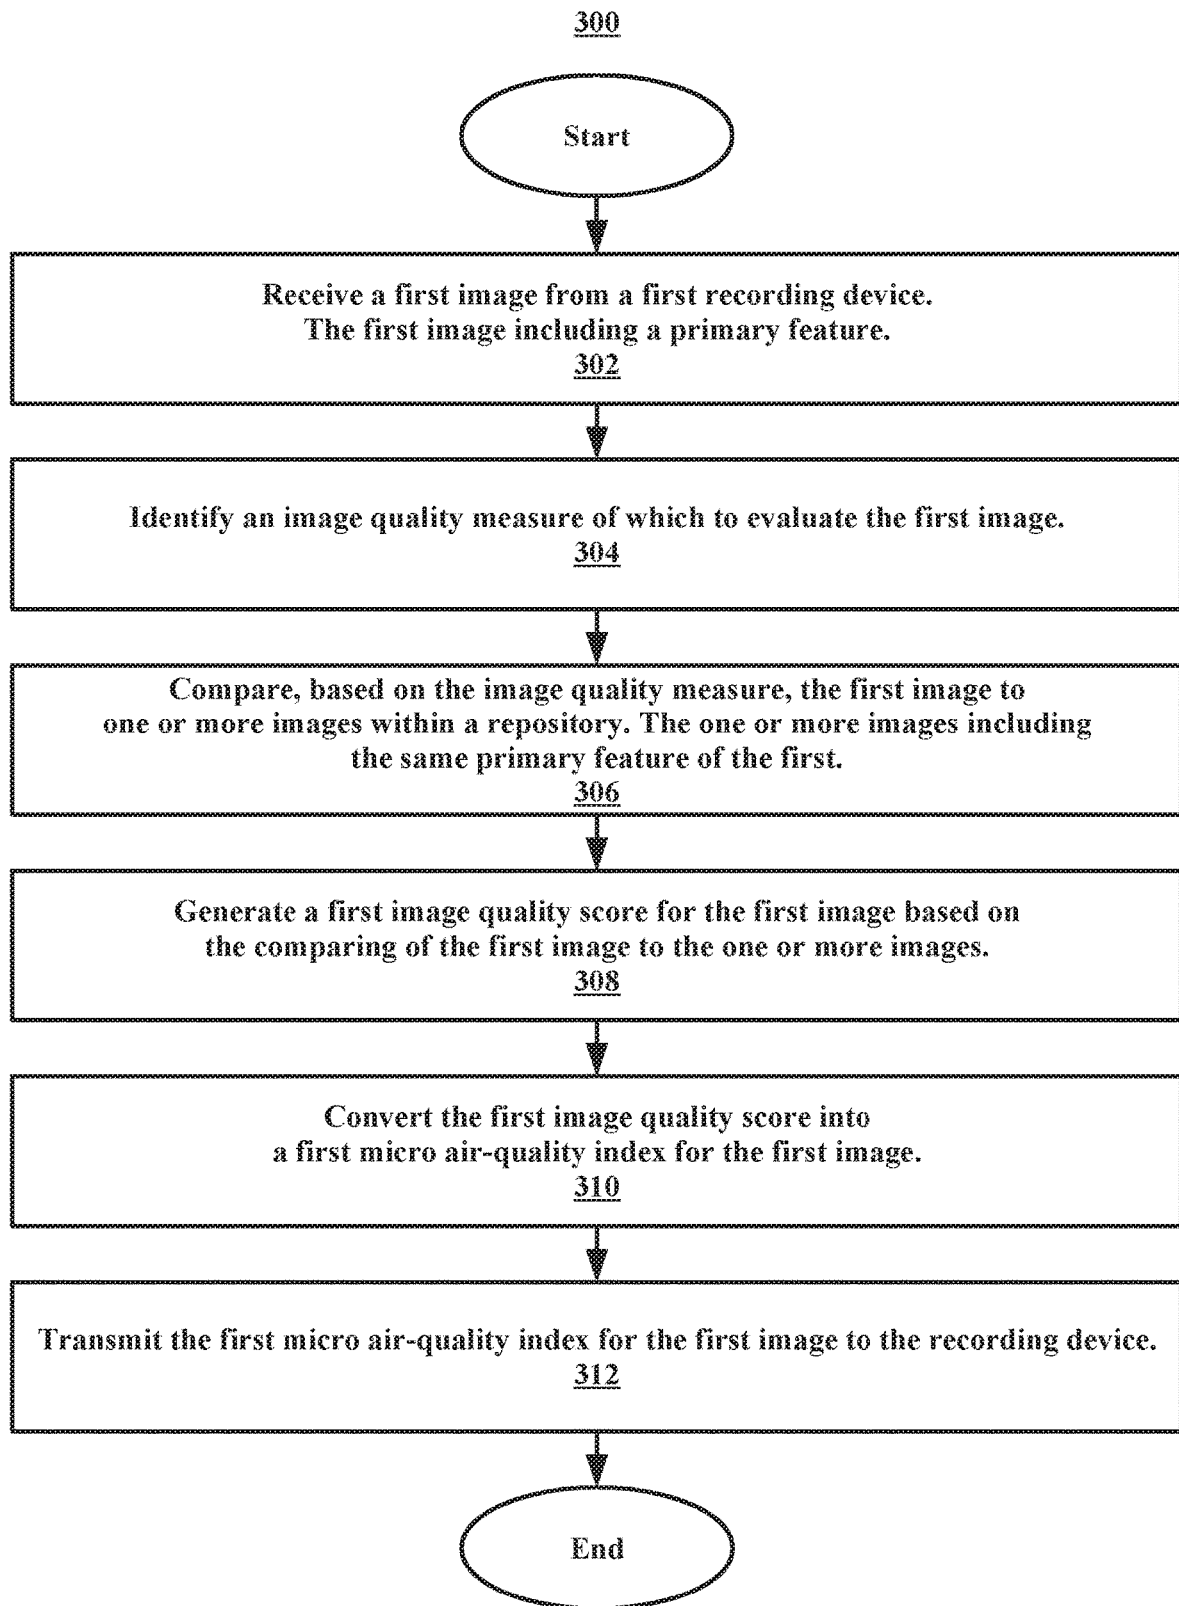 300
Start
Receive a first image from a first recording device.
The first image including a primary feature.
302
Identify an image quality measure of which to evaluate the first image.
304
Compare, based on the image quality measure, the first image to
one or more images within a repository. The one or more images including
the same primary feature of the first.
306
Generate a first image quality score for the first image based on
the comparing of the first image to the one or more images.
308
Convert the first image quality score into
a first micro air-quality index for the first image.
310
Transmit the first micro air-quality index for the first image to the recording device.
312
End